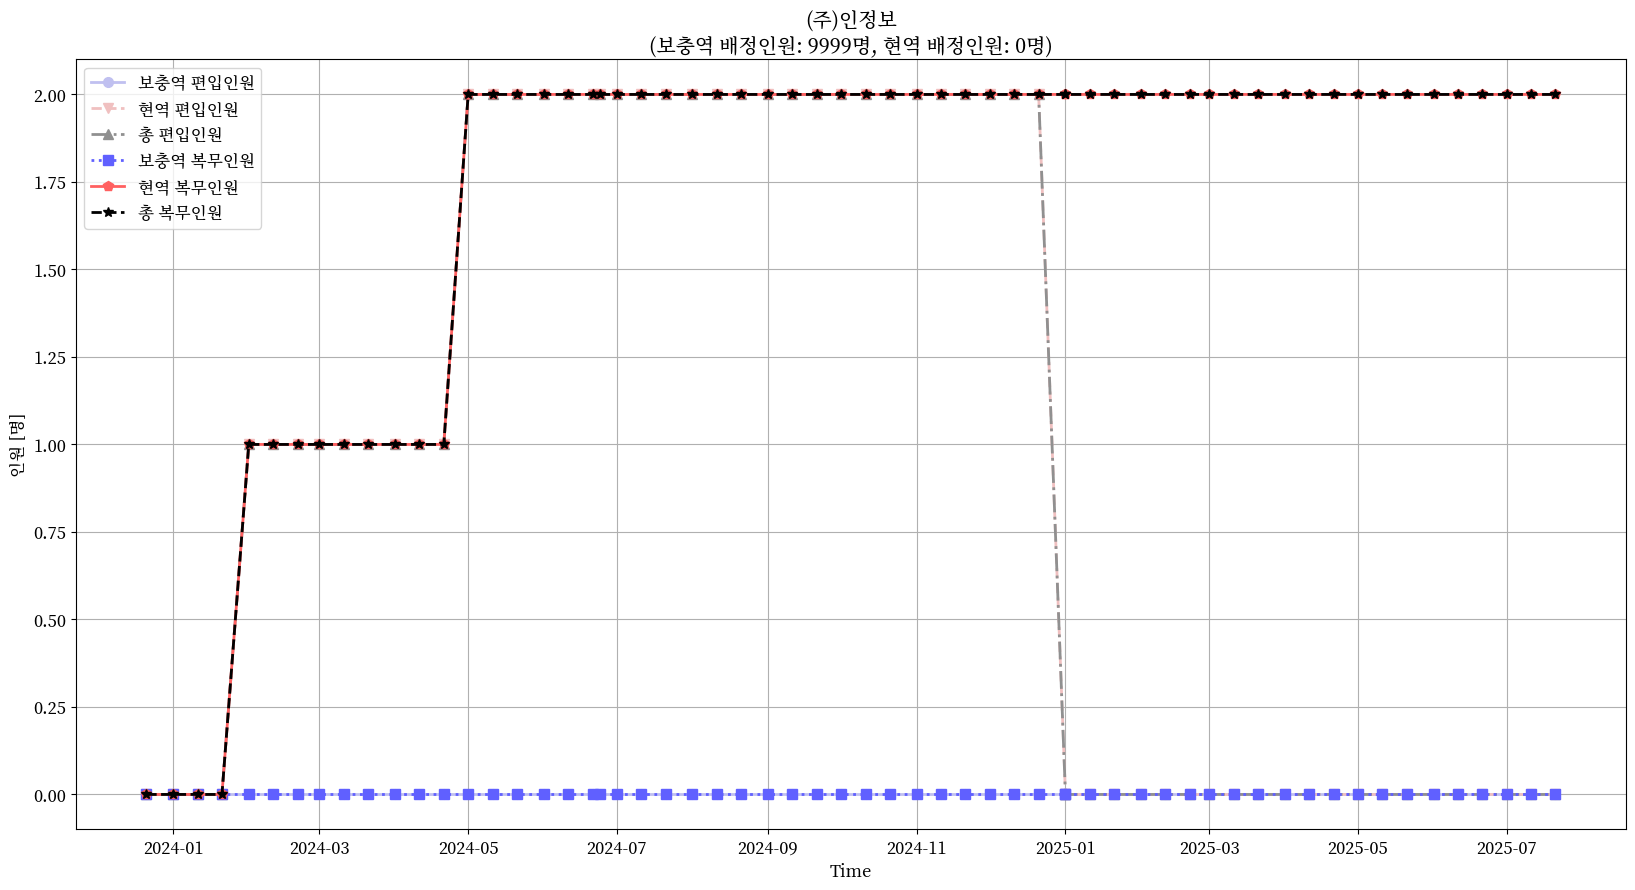 (주)인정보
(보충역 배정인원: 9999명, 현역 배정인원: 0명)
보충역 편입인원
현역 편입인원
총 편입인원
보충역 복무인원
현역 복무인원
총 복무인원
2.00
1.75
1.50
1.25
1.00
0.75
0.50
0.25
0.00
인원 [명]
2024-01 2024-03 2024-05 2024-07 2024-09 2024-11 2025-01 2025-03 2025-05 2025-07
Time